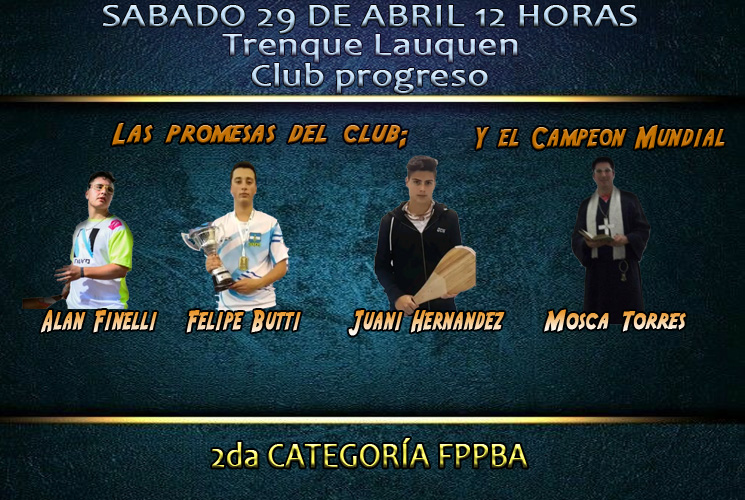 SABADO 29 DE ABRIL 12 HORAS
Trenque Lauquen
Club progreso
LAS PROMESAS DEL CLUB; Y EL CAMPEON MUNDIAL
ALAN FINELLI FELIPE BUTTI JUANI HERNANDEZ MOSCA TORRES
2da CATEGORÍA FPPBA